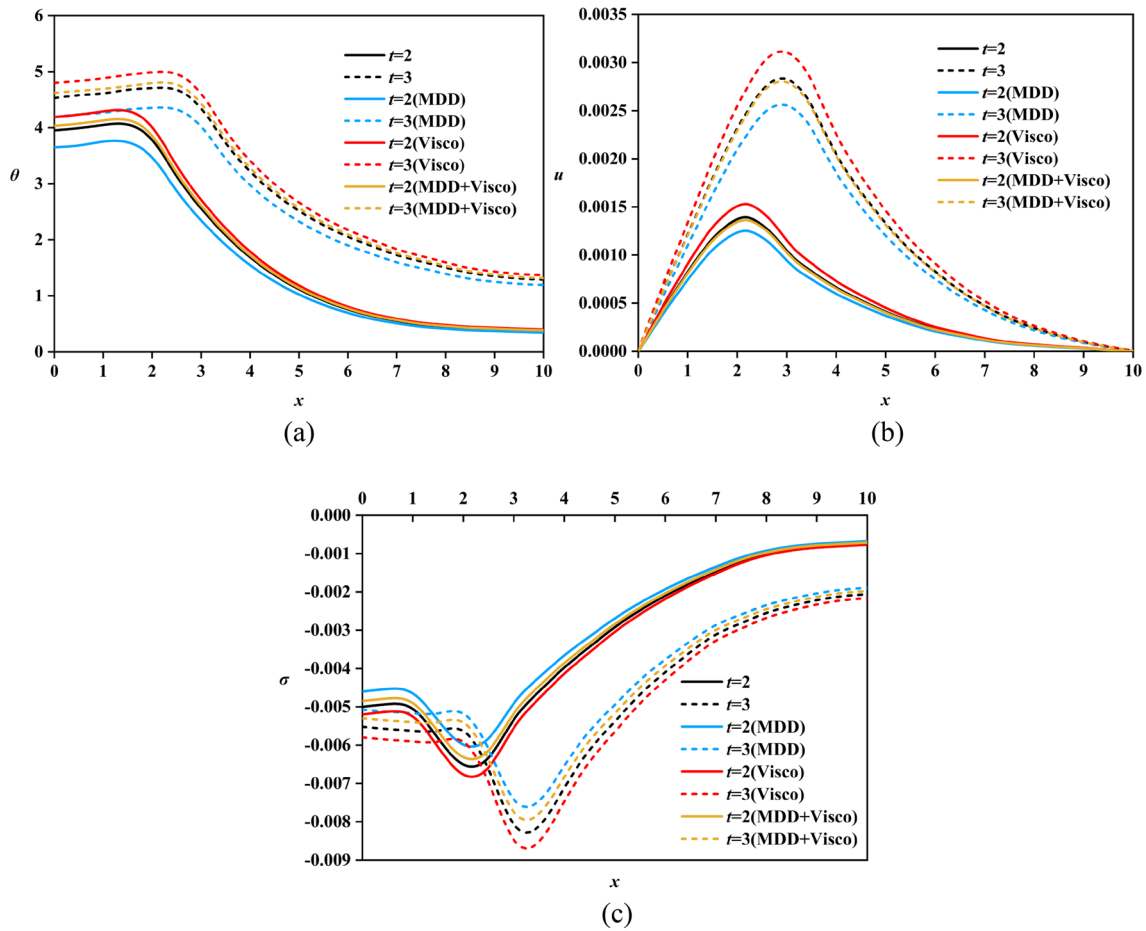 6
5
4
3
2
1
0
θ
0 1 2 3 4 5 6 7 8 9 10
x
t=2
t=3
t=2(MDD)
t=3(MDD)
t=2(Visco)
t=3(Visco)
t=2(MDD+Visco)
t=3(MDD+Visco)
(a)
0.0035
0.0030
0.0025
0.0020
0.0015
0.0010
0.0005
0.0000
u
0 1 2 3 4 5 6 7 8 9 10
x
t=2
t=3
t=2(MDD)
t=3(MDD)
t=2(Visco)
t=3(Visco)
t=2(MDD+Visco)
t=3(MDD+Visco)
(b)
0 1 2 3 4 5 6 7 8 9 10
0.000
-0.001
-0.002
-0.003
-0.004
-0.005
-0.006
-0.007
-0.008
-0.009
σ
t=2
t=3
t=2(MDD)
t=3(MDD)
t=2(Visco)
t=3(Visco)
t=2(MDD+Visco)
t=3(MDD+Visco)
x
(c)